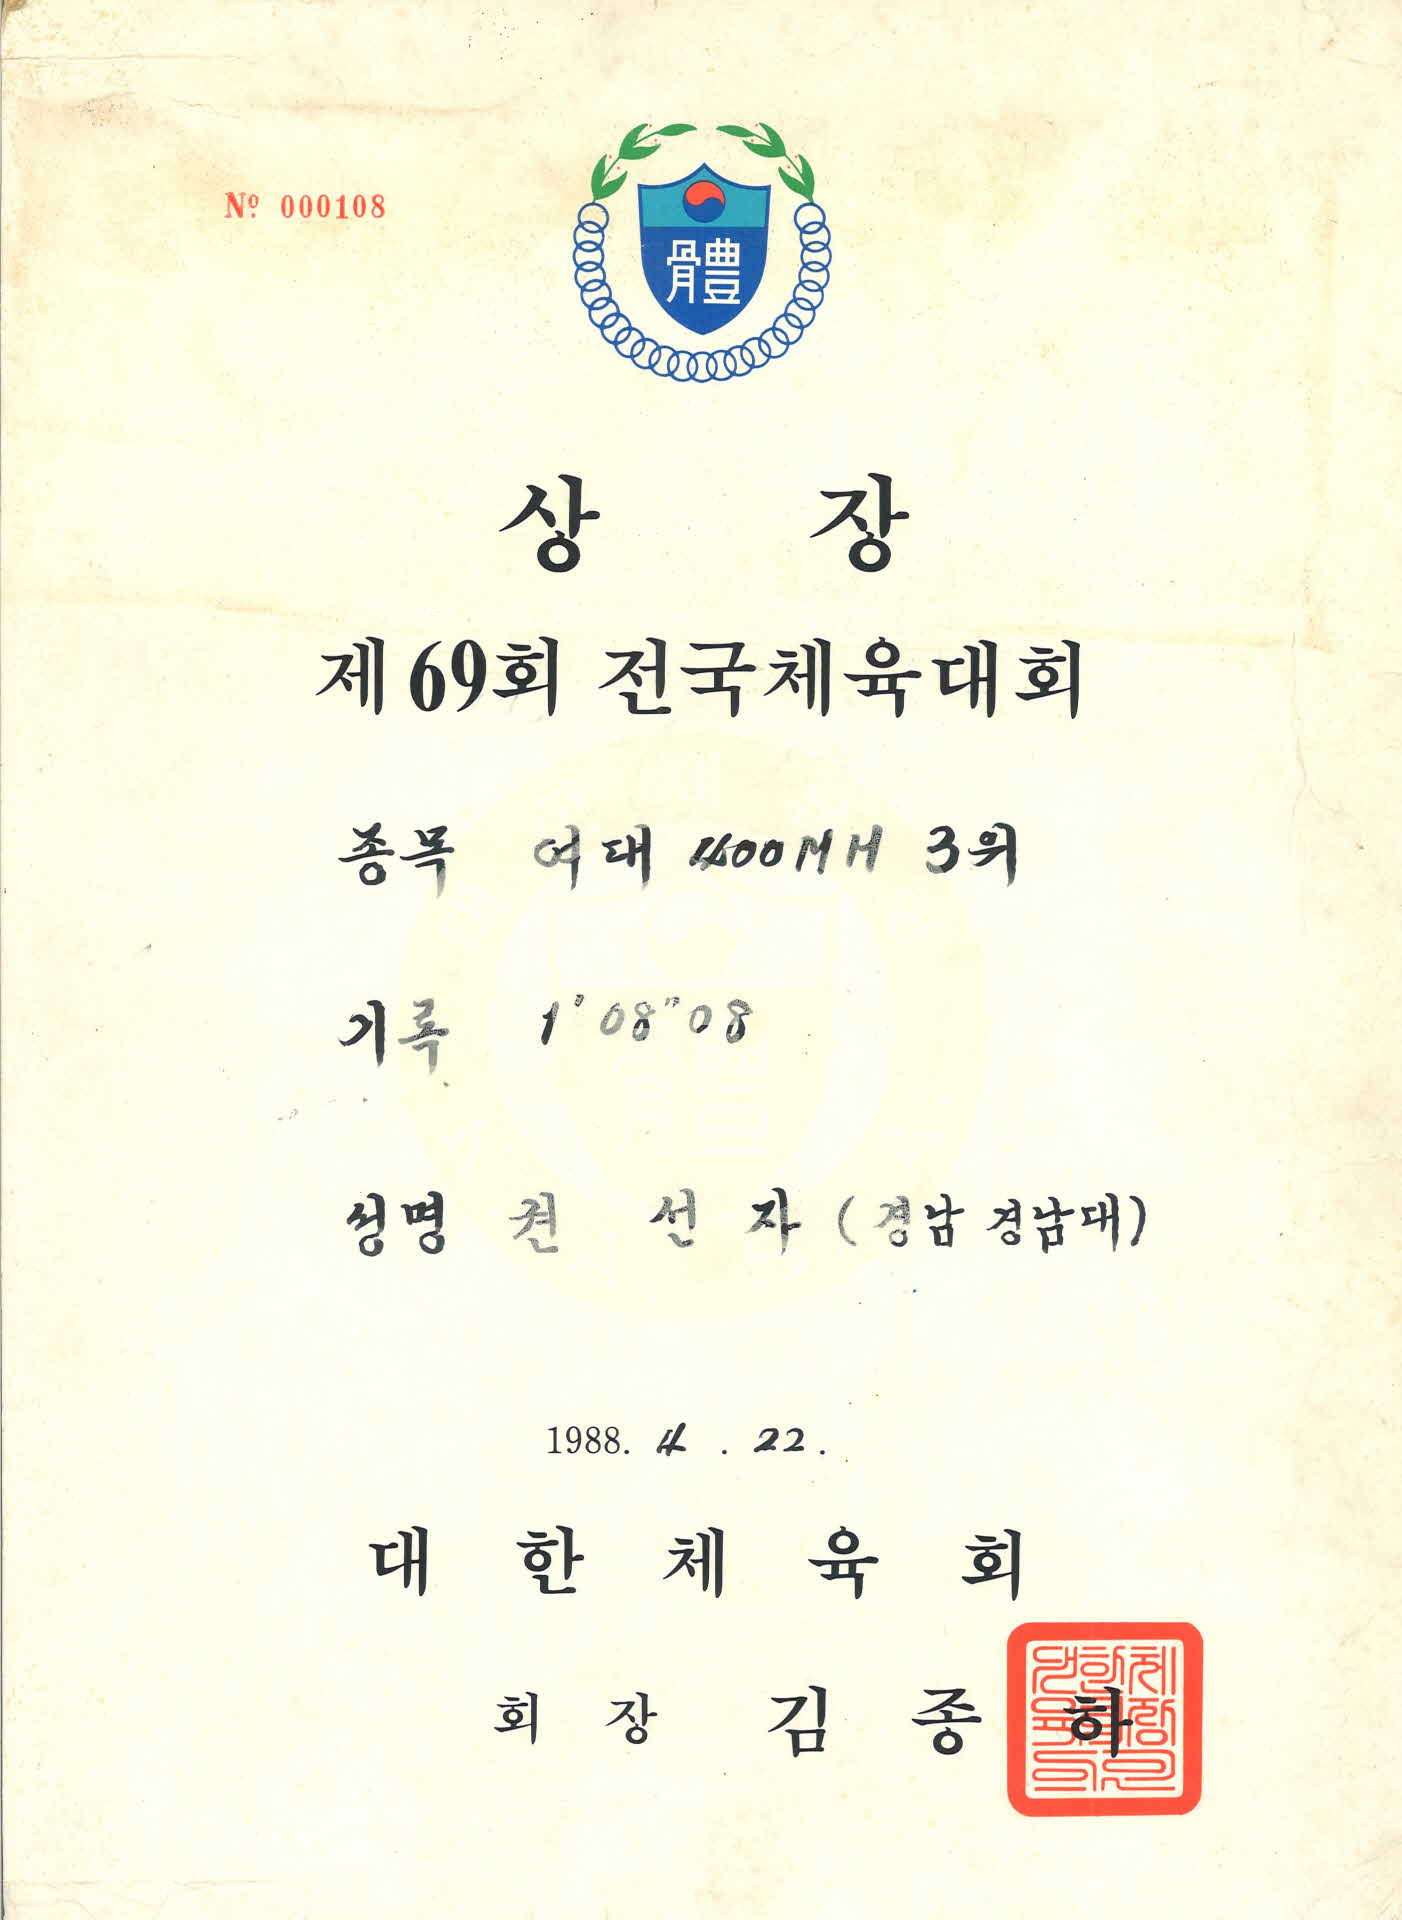 Nº 000108
體
상 장
제69회 전국체육대회
종목 여대 400MH 3위
기록 1'08"08
성명 권 선 자 (경남 경남대)
1988. 4 . 22 .
대 한 체 육 회
회 장 김 종 하